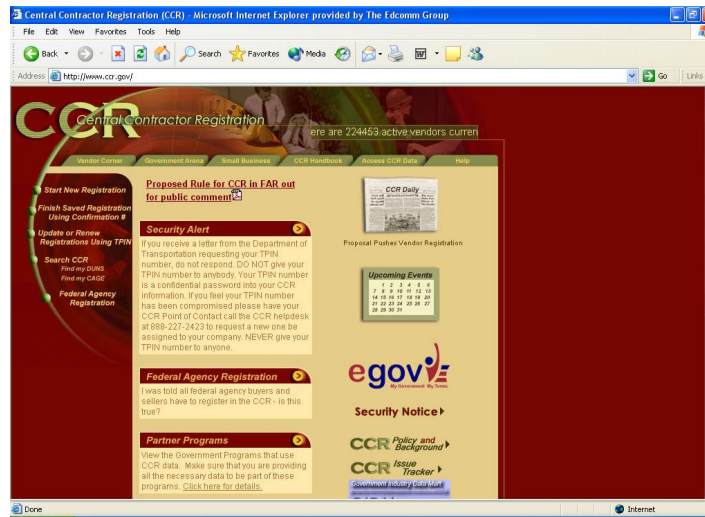 Central Contractor Registration (CCR) - Microsoft Internet Explorer provided by The Edcomm Group
File Edit View Favorites Tools Help
Back Search Favorites Media
Address http://www.ccr.gov/ Go Links
CCR
Central Contractor Registration
ere are 224453 active vendors curren
Vendor Corner Government Arena Small Business CCR Handbook Access CCR Data Help
Start New Registration
Finish Saved Registration
Using Confirmation #
Update or Renew
Registrations Using TPIN
Search CCR
Find my DUNS
Find my CAGE
Federal Agency
Registration
Proposed Rule for CCR in FAR out
for public comment
Security Alert
If you receive a letter from the Department of
Transportation requesting your TPIN
number, do not respond. DO NOT give your
TPIN number to anybody. Your TPIN number
is a confidential password into your CCR
information. If you feel your TPIN number
has been compromised please have your
CCR Point of Contact call the CCR helpdesk
at 888-227-2423 to request a new one be
assigned to your company. NEVER give your
TPIN number to anyone.
Federal Agency Registration
I was told all federal agency buyers and
sellers have to register in the CCR - is this
true?
Partner Programs
View the Government Programs that use
CCR data. Make sure that you are providing
all the necessary data to be part of these
programs. Click here for details.
CCR Daily
Proposal Pushes Vendor Registration
Upcoming Events
1 2 3 4 5 6
7 8 9 10 11 12 13
14 15 16 17 18 19 20
21 22 23 24 25 26 27
28 29 30 31
egov
My Government. My Terms
Security Notice
CCR Policy and
Background
CCR Issue
Tracker
Government Industry Data Mart
Done Internet